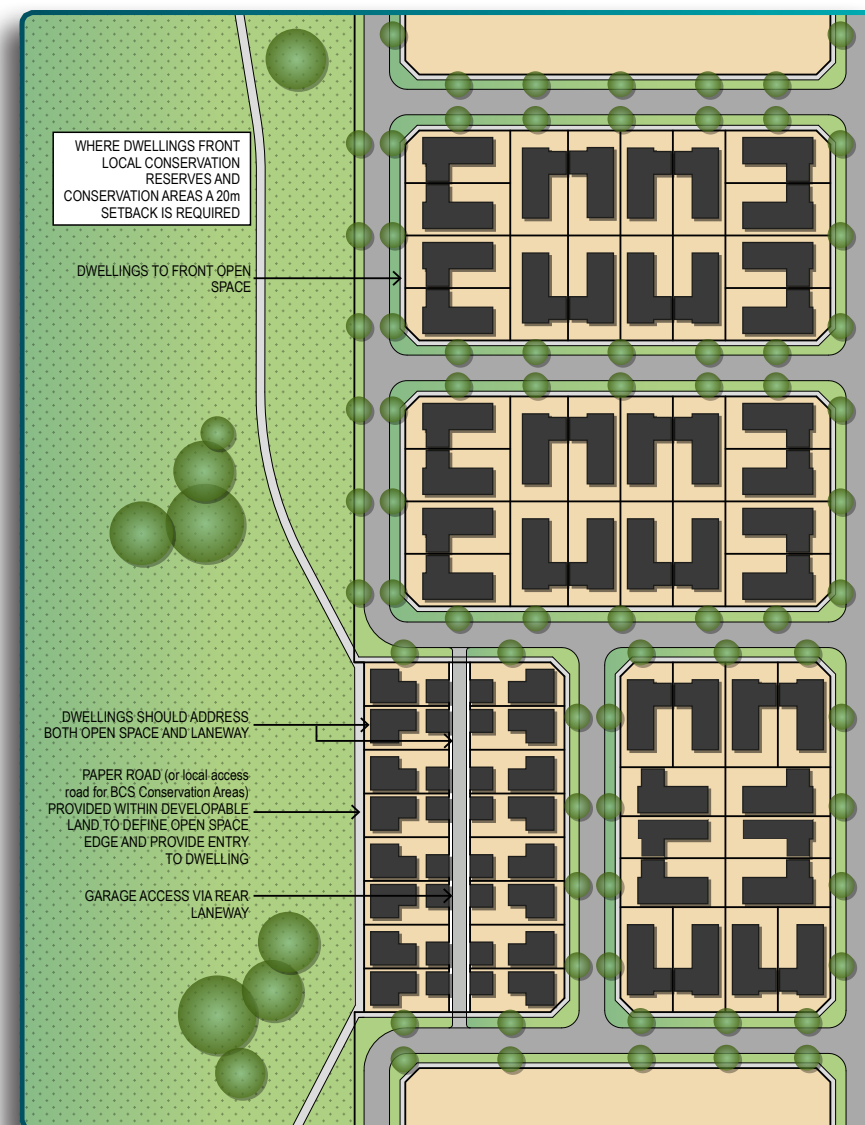 WHERE DWELLINGS FRONT
LOCAL CONSERVATION
RESERVES AND
CONSERVATION AREAS A 20m
SETBACK IS REQUIRED
DWELLINGS TO FRONT OPEN
SPACE
DWELLINGS SHOULD ADDRESS
BOTH OPEN SPACE AND LANEWAY
PAPER ROAD (or local access
road for BCS Conservation Areas)
PROVIDED WITHIN DEVELOPABLE
LAND TO DEFINE OPEN SPACE
EDGE AND PROVIDE ENTRY
TO DWELLING
GARAGE ACCESS VIA REAR
LANEWAY